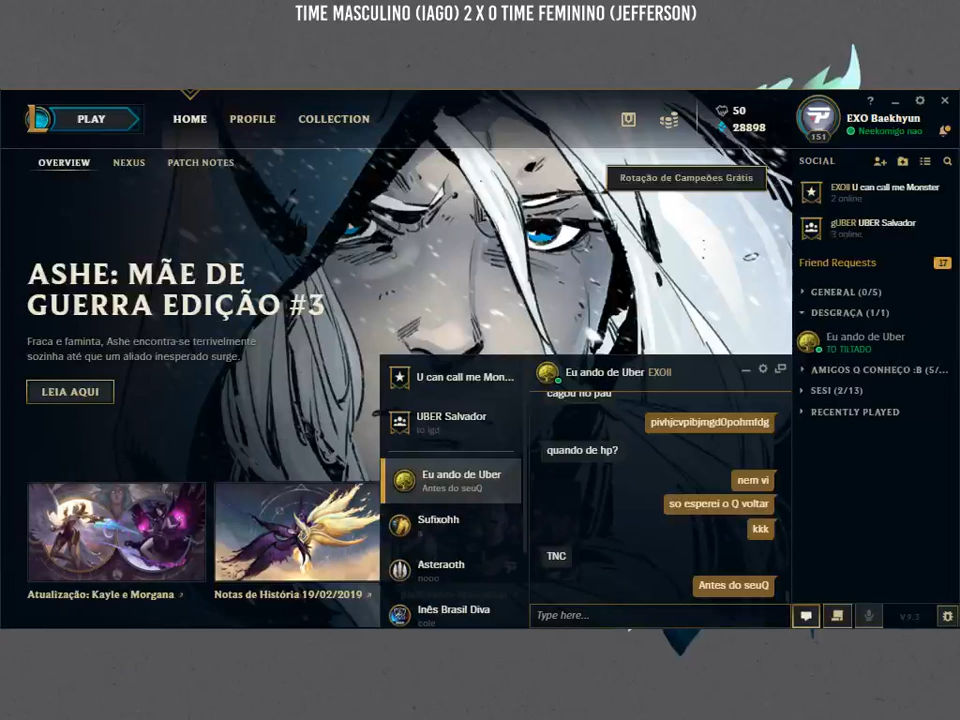 TIME MASCULINO (IAGO) 2 X 0 TIME FEMININO (JEFFERSON)
PLAY
HOME
PROFILE
COLLECTION
50
28898
151
EXO Baekhyun
Neekomigo nao
OVERVIEW
NEXUS
PATCH NOTES
Rotação de Campeões Grátis
SOCIAL
EXOII U can call me Monster
2 online
gUBER UBER Salvador
online
Friend Requests
17
GENERAL (0/5)
DESGRAÇA (1/1)
Eu ando de Uber
TO TILTADO
AMIGOS Q CONHEÇO :B (5/...
SESI (2/13)
RECENTLY PLAYED
ASHE: MÃE DE
GUERRA EDIÇÃO #3
Fraca e faminta, Ashe encontra-se terrivelmente
sozinha até que um aliado inesperado surge.
LEIA AQUI
Atualização: Kayle e Morgana
Notas de História 19/02/2019
U can call me Mon...
UBER Salvador
to lgd
Eu ando de Uber
Antes do seuQ
Sufixohh
Asteraoth
nooo
Inês Brasil Diva
cole
Eu ando de Uber EXOII
cagou no pau
pivhjcvpibjmgd0pohmfdg
quando de hp?
nem vi
so esperei o Q voltar
kkk
TNC
Antes do seuQ
Type here...
V9.3